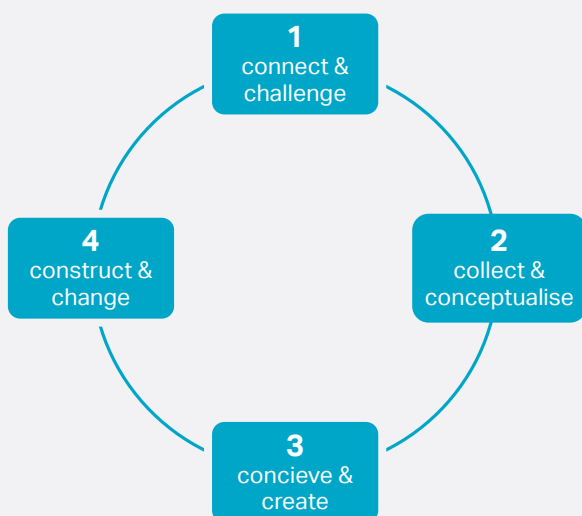 1
connect &
challenge
2
collect &
conceptualise
3
concieve &
create
4
construct &
change